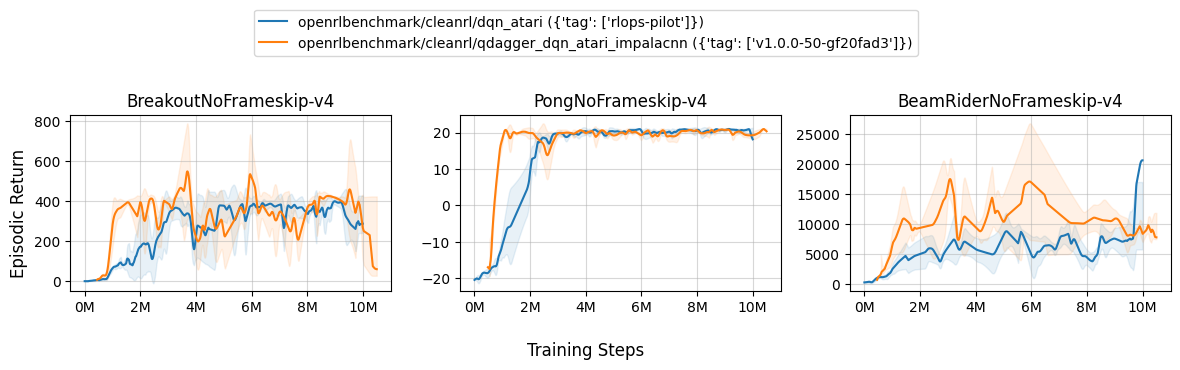 openrlbenchmark/cleanrl/dqn_atari ({'tag': ['rlops-pilot']})
openrlbenchmark/cleanrl/qdagger_dqn_atari_impalacnn ({'tag': ['v1.0.0-50-gf20fad3']})
BreakoutNoFrameskip-v4
PongNoFrameskip-v4
BeamRiderNoFrameskip-v4
Episodic Return
800
600
400
200
0
0M 2M 4M 6M 8M 10M
20
10
0
−10
−20
0M 2M 4M 6M 8M 10M
25000
20000
15000
10000
5000
0
0M 2M 4M 6M 8M 10M
Training Steps